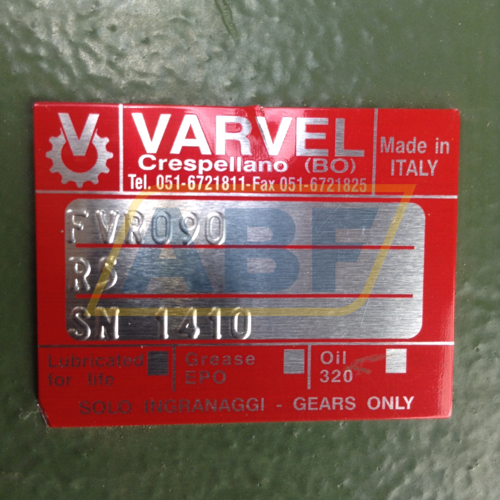 V
VARVEL
Crespellano (BO)
Tel. 051-6721811-Fax 051-6721825
Made in
ITALY
FVR090
RS
SN 1410
ABF
Lubricated
for life
Grease
EPO
Oil
320
SOLO INGRANAGGI - GEARS ONLY